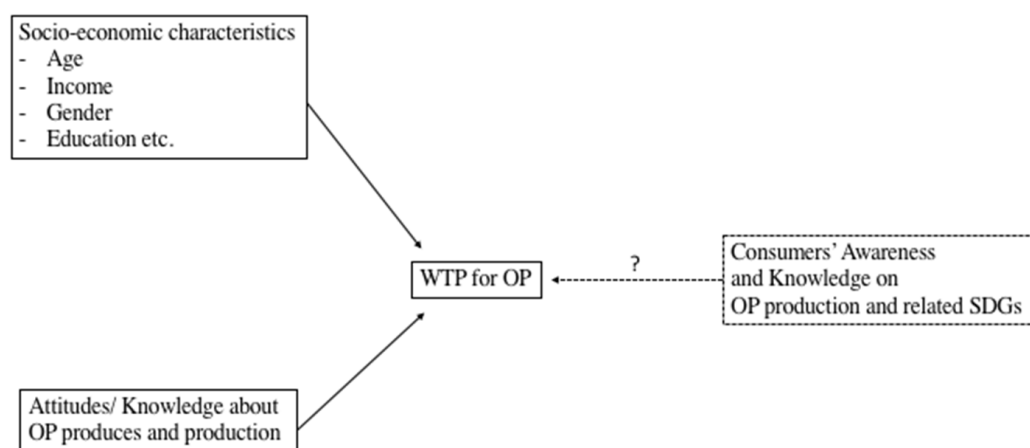 Socio-economic characteristics
- Age
- Income
- Gender
- Education etc.
WTP for OP
?
Consumers' Awareness
and Knowledge on
OP production and related SDGs
Attitudes/ Knowledge about
OP produces and production